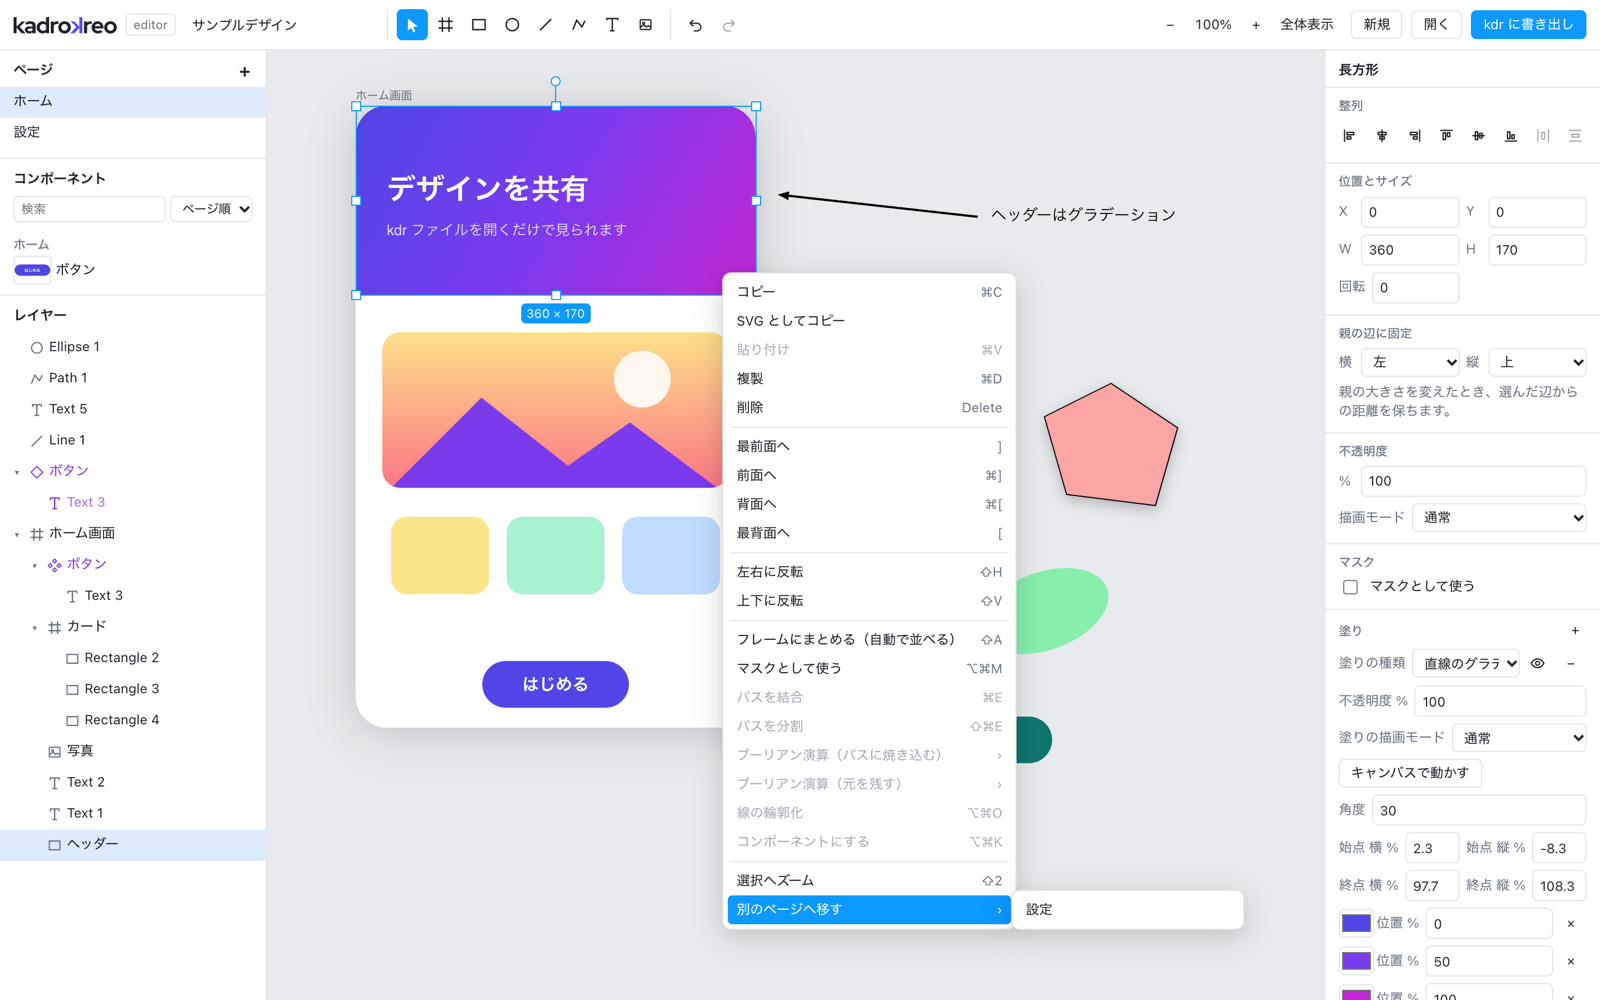 kadrokreo
editor
サンプルデザイン
100%
全体表示
新規
開く
kdr に書き出し
ページ
ホーム
設定
コンポーネント
検索
ページ順
ホーム
はじめる
ボタン
レイヤー
Ellipse 1
Path 1
Text 5
Line 1
ボタン
Text 3
ホーム画面
ボタン
Text 3
カード
Rectangle 2
Rectangle 3
Rectangle 4
写真
Text 2
Text 1
ヘッダー
ホーム画面
デザインを共有
kdr ファイルを開くだけで見られます
360 × 170
はじめる
ヘッダーはグラデーション
コピー ⌘C
SVG としてコピー
貼り付け ⌘V
複製 ⌘D
削除 Delete
最前面へ ]
前面へ ⌘]
背面へ ⌘[
最背面へ [
左右に反転 ⇧H
上下に反転 ⇧V
フレームにまとめる（自動で並べる） ⇧A
マスクとして使う ⌥⌘M
パスを結合 ⌘E
パスを分割 ⇧⌘E
ブーリアン演算（パスに焼き込む） ›
ブーリアン演算（元を残す） ›
線の輪郭化 ⌥⌘O
コンポーネントにする ⌥⌘K
選択へズーム ⇧2
別のページへ移す ›
設定
長方形
整列
位置とサイズ
X 0 Y 0
W 360 H 170
回転 0
親の辺に固定
横 左 縦 上
親の大きさを変えたとき、選んだ辺から
の距離を保ちます。
不透明度
% 100
描画モード 通常
マスク
マスクとして使う
塗り +
塗りの種類 直線のグラデ
不透明度 % 100
塗りの描画モード 通常
キャンバスで動かす
角度 30
始点 横 % 2.3 始点 縦 % -8.3
終点 横 % 97.7 終点 縦 % 108.3
位置 % 0 ×
位置 % 50 ×
位置 % 100 ×